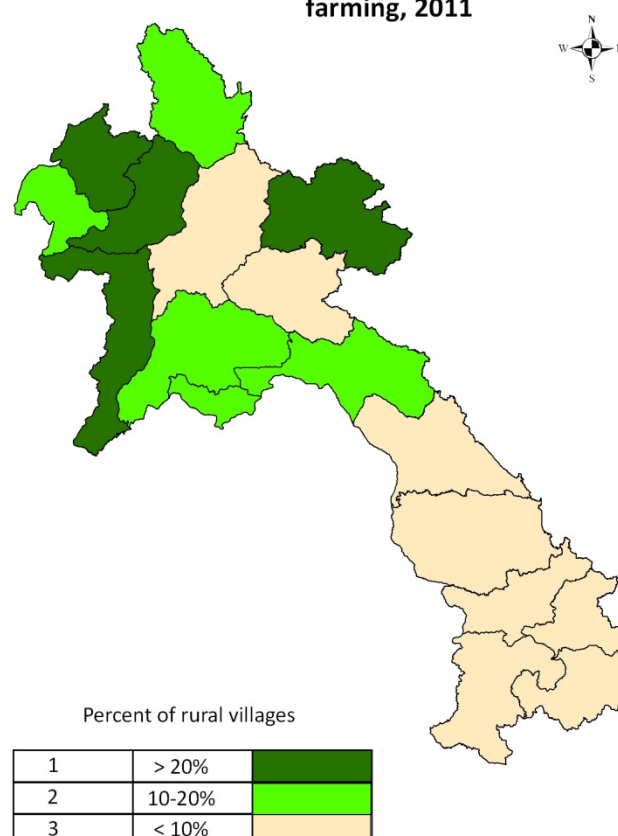 farming, 2011
N
W
S
Percent of rural villages
1 > 20%
2 10-20%
3 < 10%